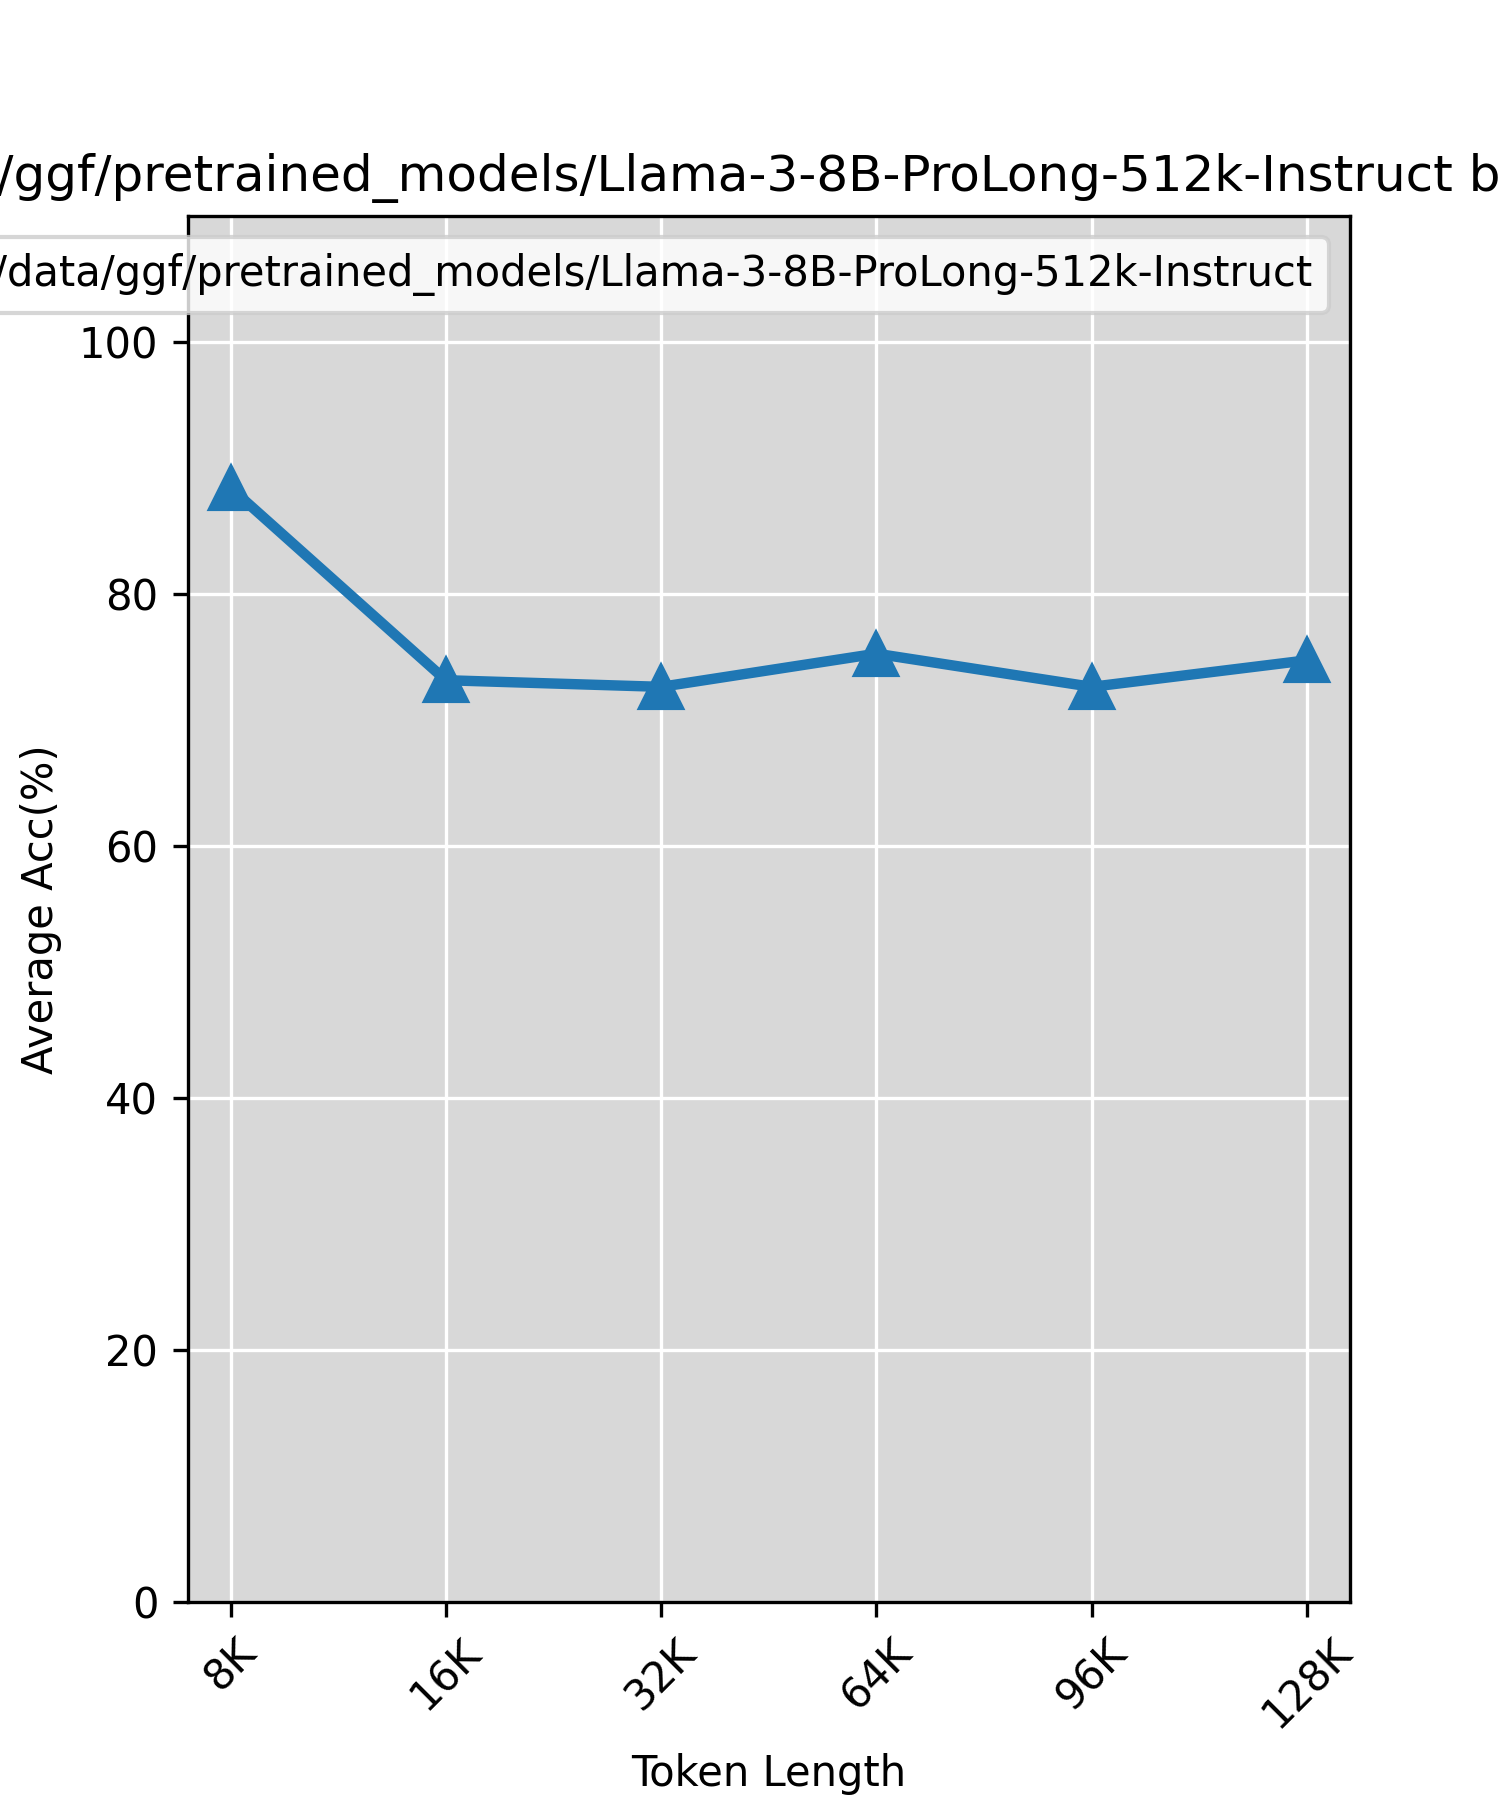 /ggf/pretrained_models/Llama-3-8B-ProLong-512k-Instruct b
/data/ggf/pretrained_models/Llama-3-8B-ProLong-512k-Instruct
100
80
60
40
20
0
Average Acc(%)
8K
16K
32K
64K
96K
128K
Token Length